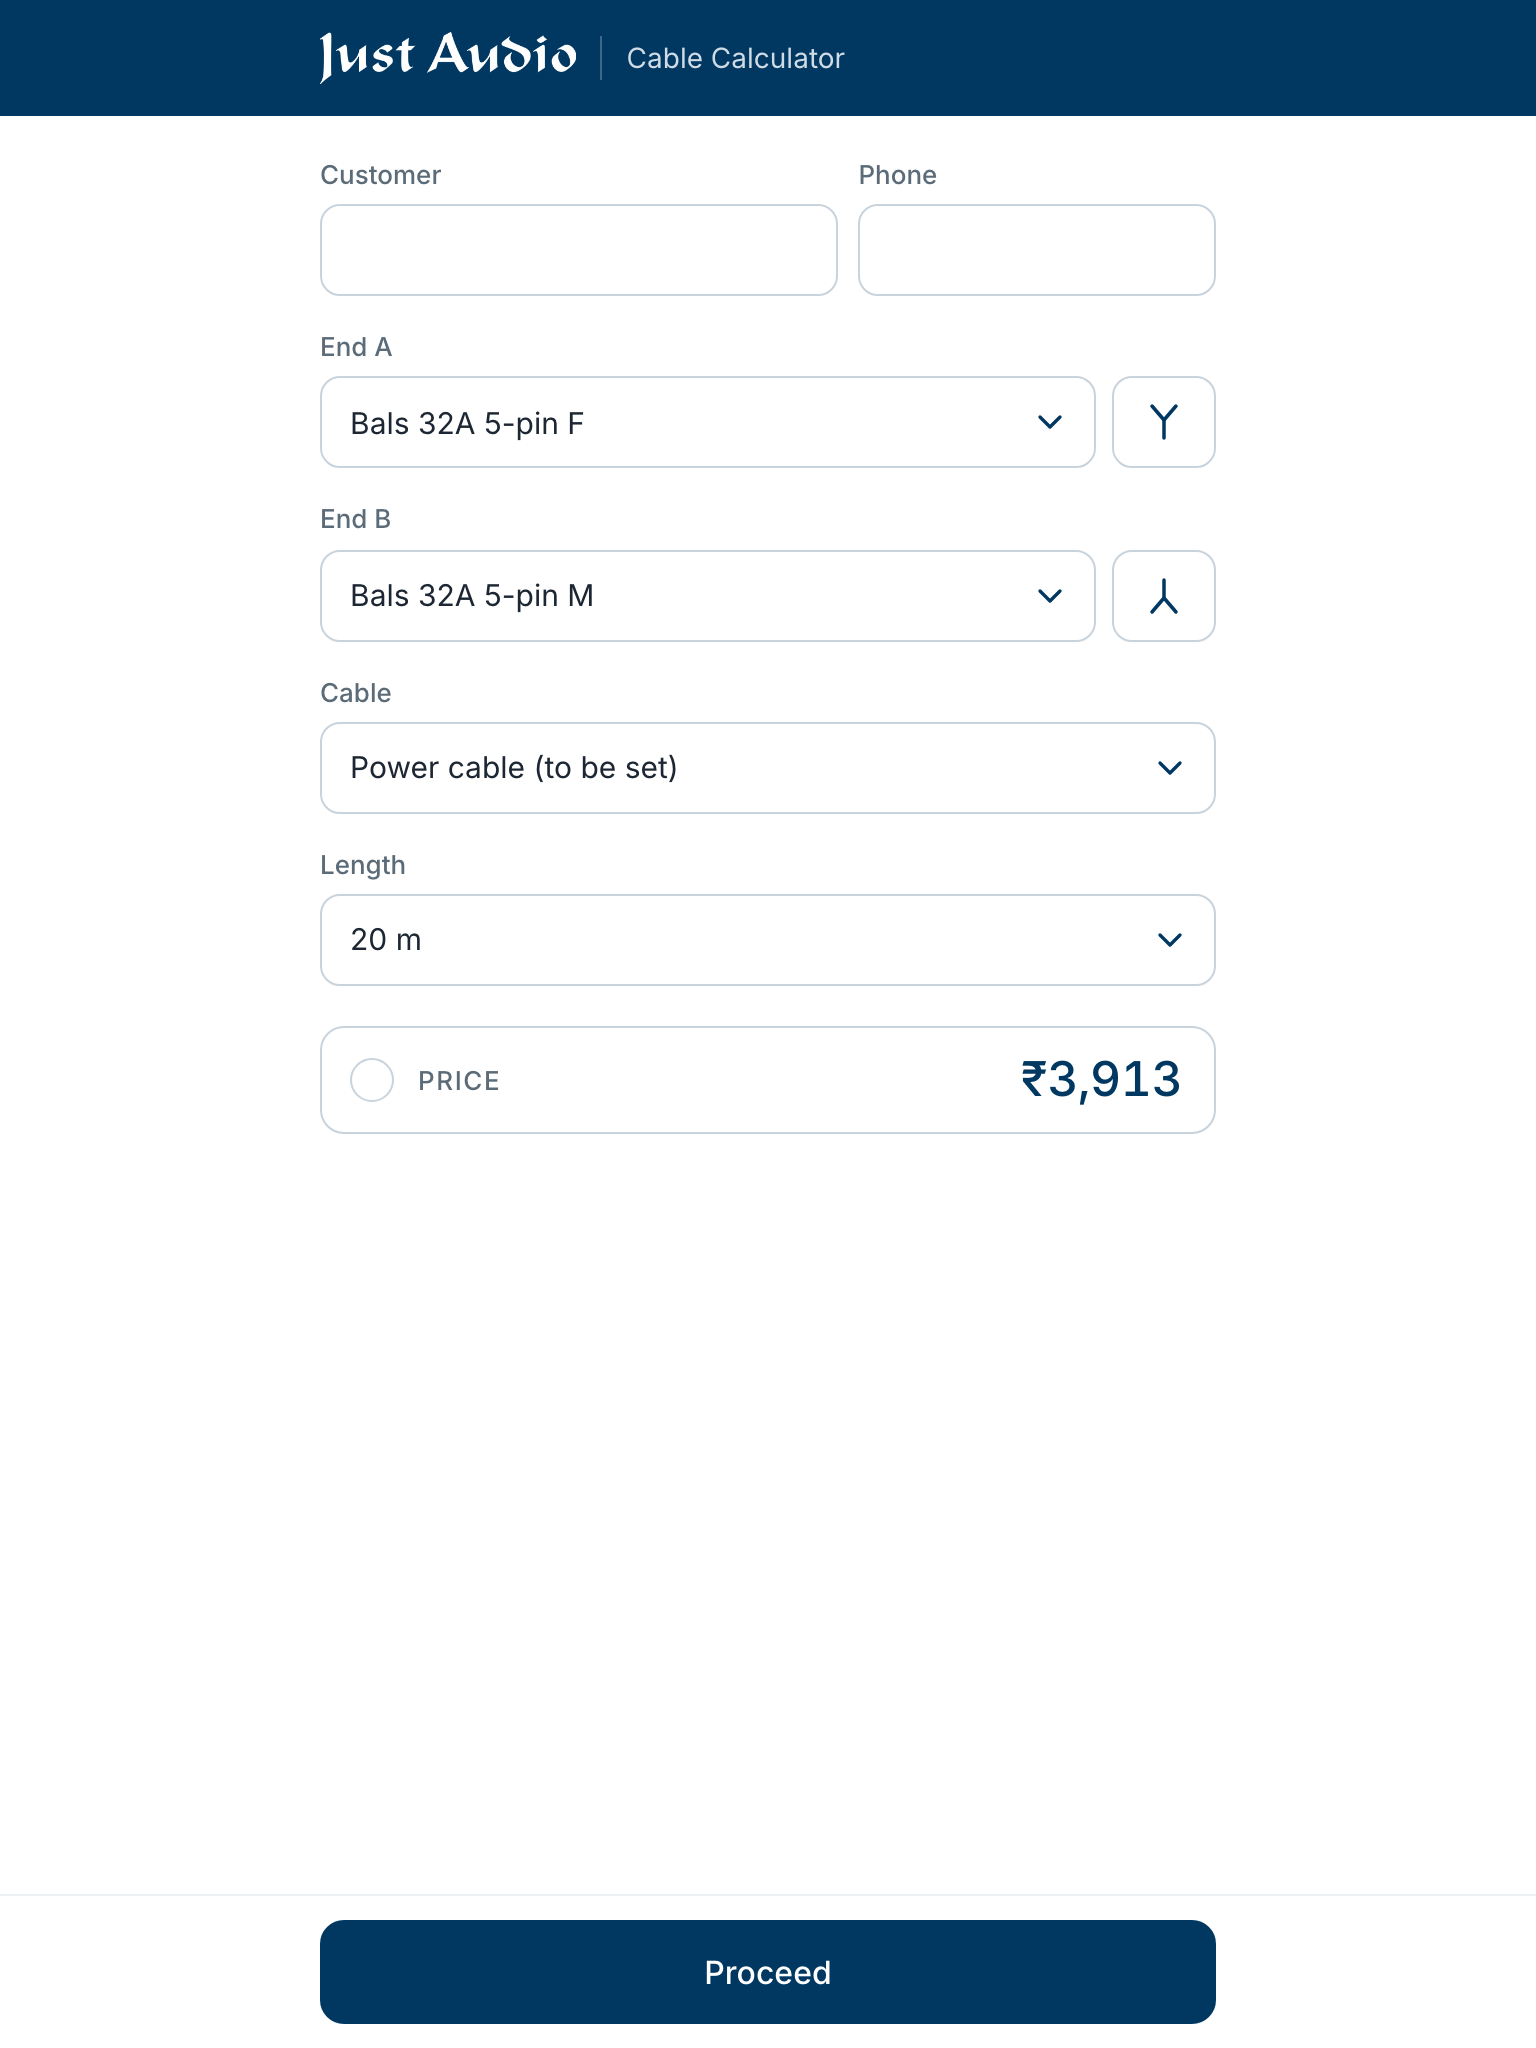 Just Audio
Cable Calculator
Customer
Phone
End A
Bals 32A 5-pin F
End B
Bals 32A 5-pin M
Cable
Power cable (to be set)
Length
20 m
PRICE
₹3,913
Proceed